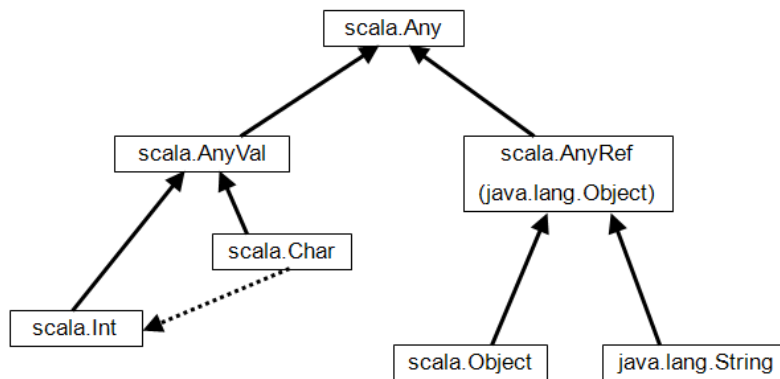 scala.Any
scala.AnyVal
scala.AnyRef
(java.lang.Object)
scala.Char
scala.Int
scala.Object
java.lang.String